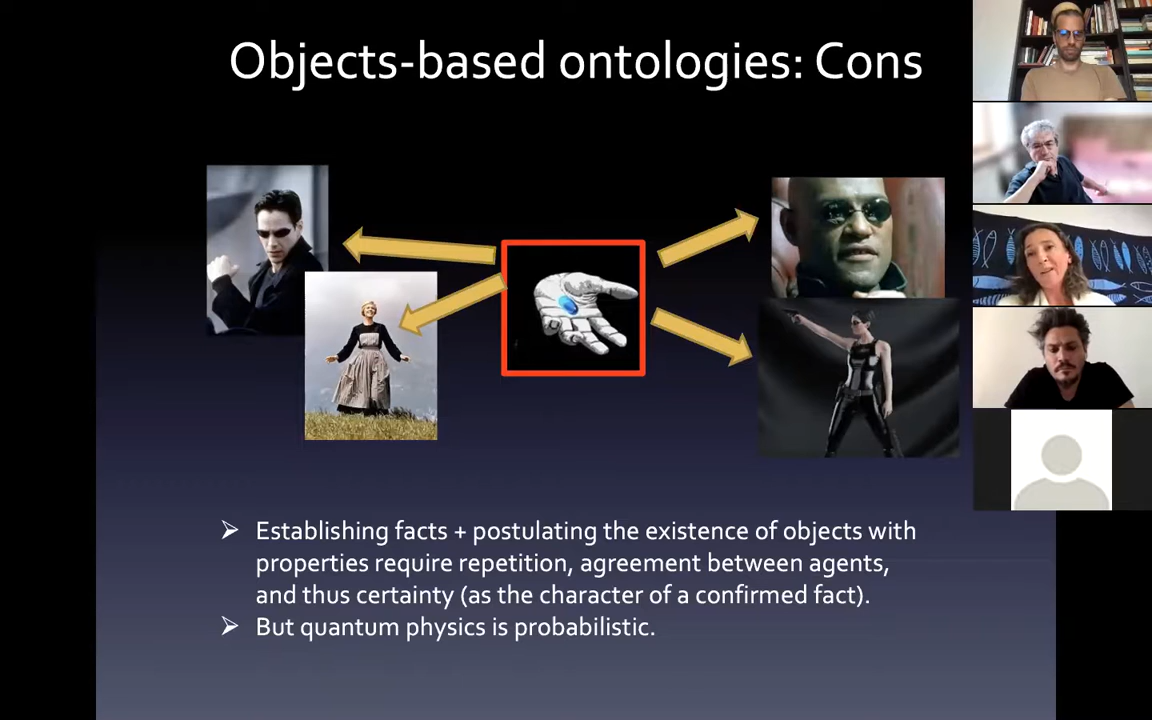 Objects-based ontologies: Cons
Establishing facts + postulating the existence of objects with
properties require repetition, agreement between agents,
and thus certainty (as the character of a confirmed fact).
But quantum physics is probabilistic.